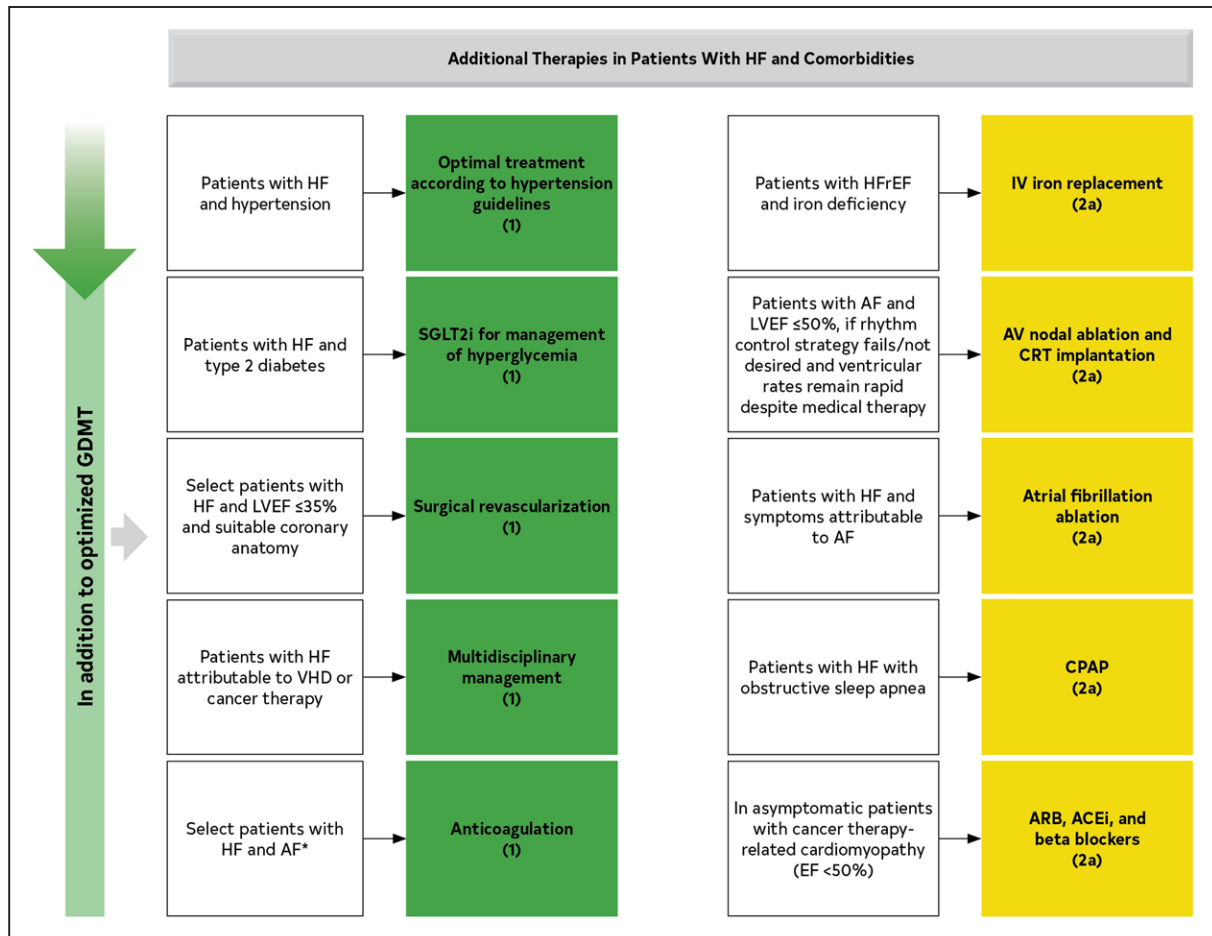 Additional Therapies in Patients With HF and Comorbidities
In addition to optimized GDMT
Patients with HF
and hypertension
Optimal treatment
according to hypertension
guidelines
(1)
Patients with HF and
type 2 diabetes
SGLT2i for management
of hyperglycemia
(1)
Select patients with
HF and LVEF ≤35%
and suitable coronary
anatomy
Surgical revascularization
(1)
Patients with HF
attributable to VHD or
cancer therapy
Multidisciplinary
management
(1)
Select patients with
HF and AF*
Anticoagulation
(1)
Patients with HFrEF
and iron deficiency
IV iron replacement
(2a)
Patients with AF and
LVEF ≤50%, if rhythm
control strategy fails/not
desired and ventricular
rates remain rapid
despite medical therapy
AV nodal ablation and
CRT implantation
(2a)
Patients with HF and
symptoms attributable
to AF
Atrial fibrillation
ablation
(2a)
Patients with HF with
obstructive sleep apnea
CPAP
(2a)
In asymptomatic patients
with cancer therapy-
related cardiomyopathy
(EF <50%)
ARB, ACEi, and
beta blockers
(2a)